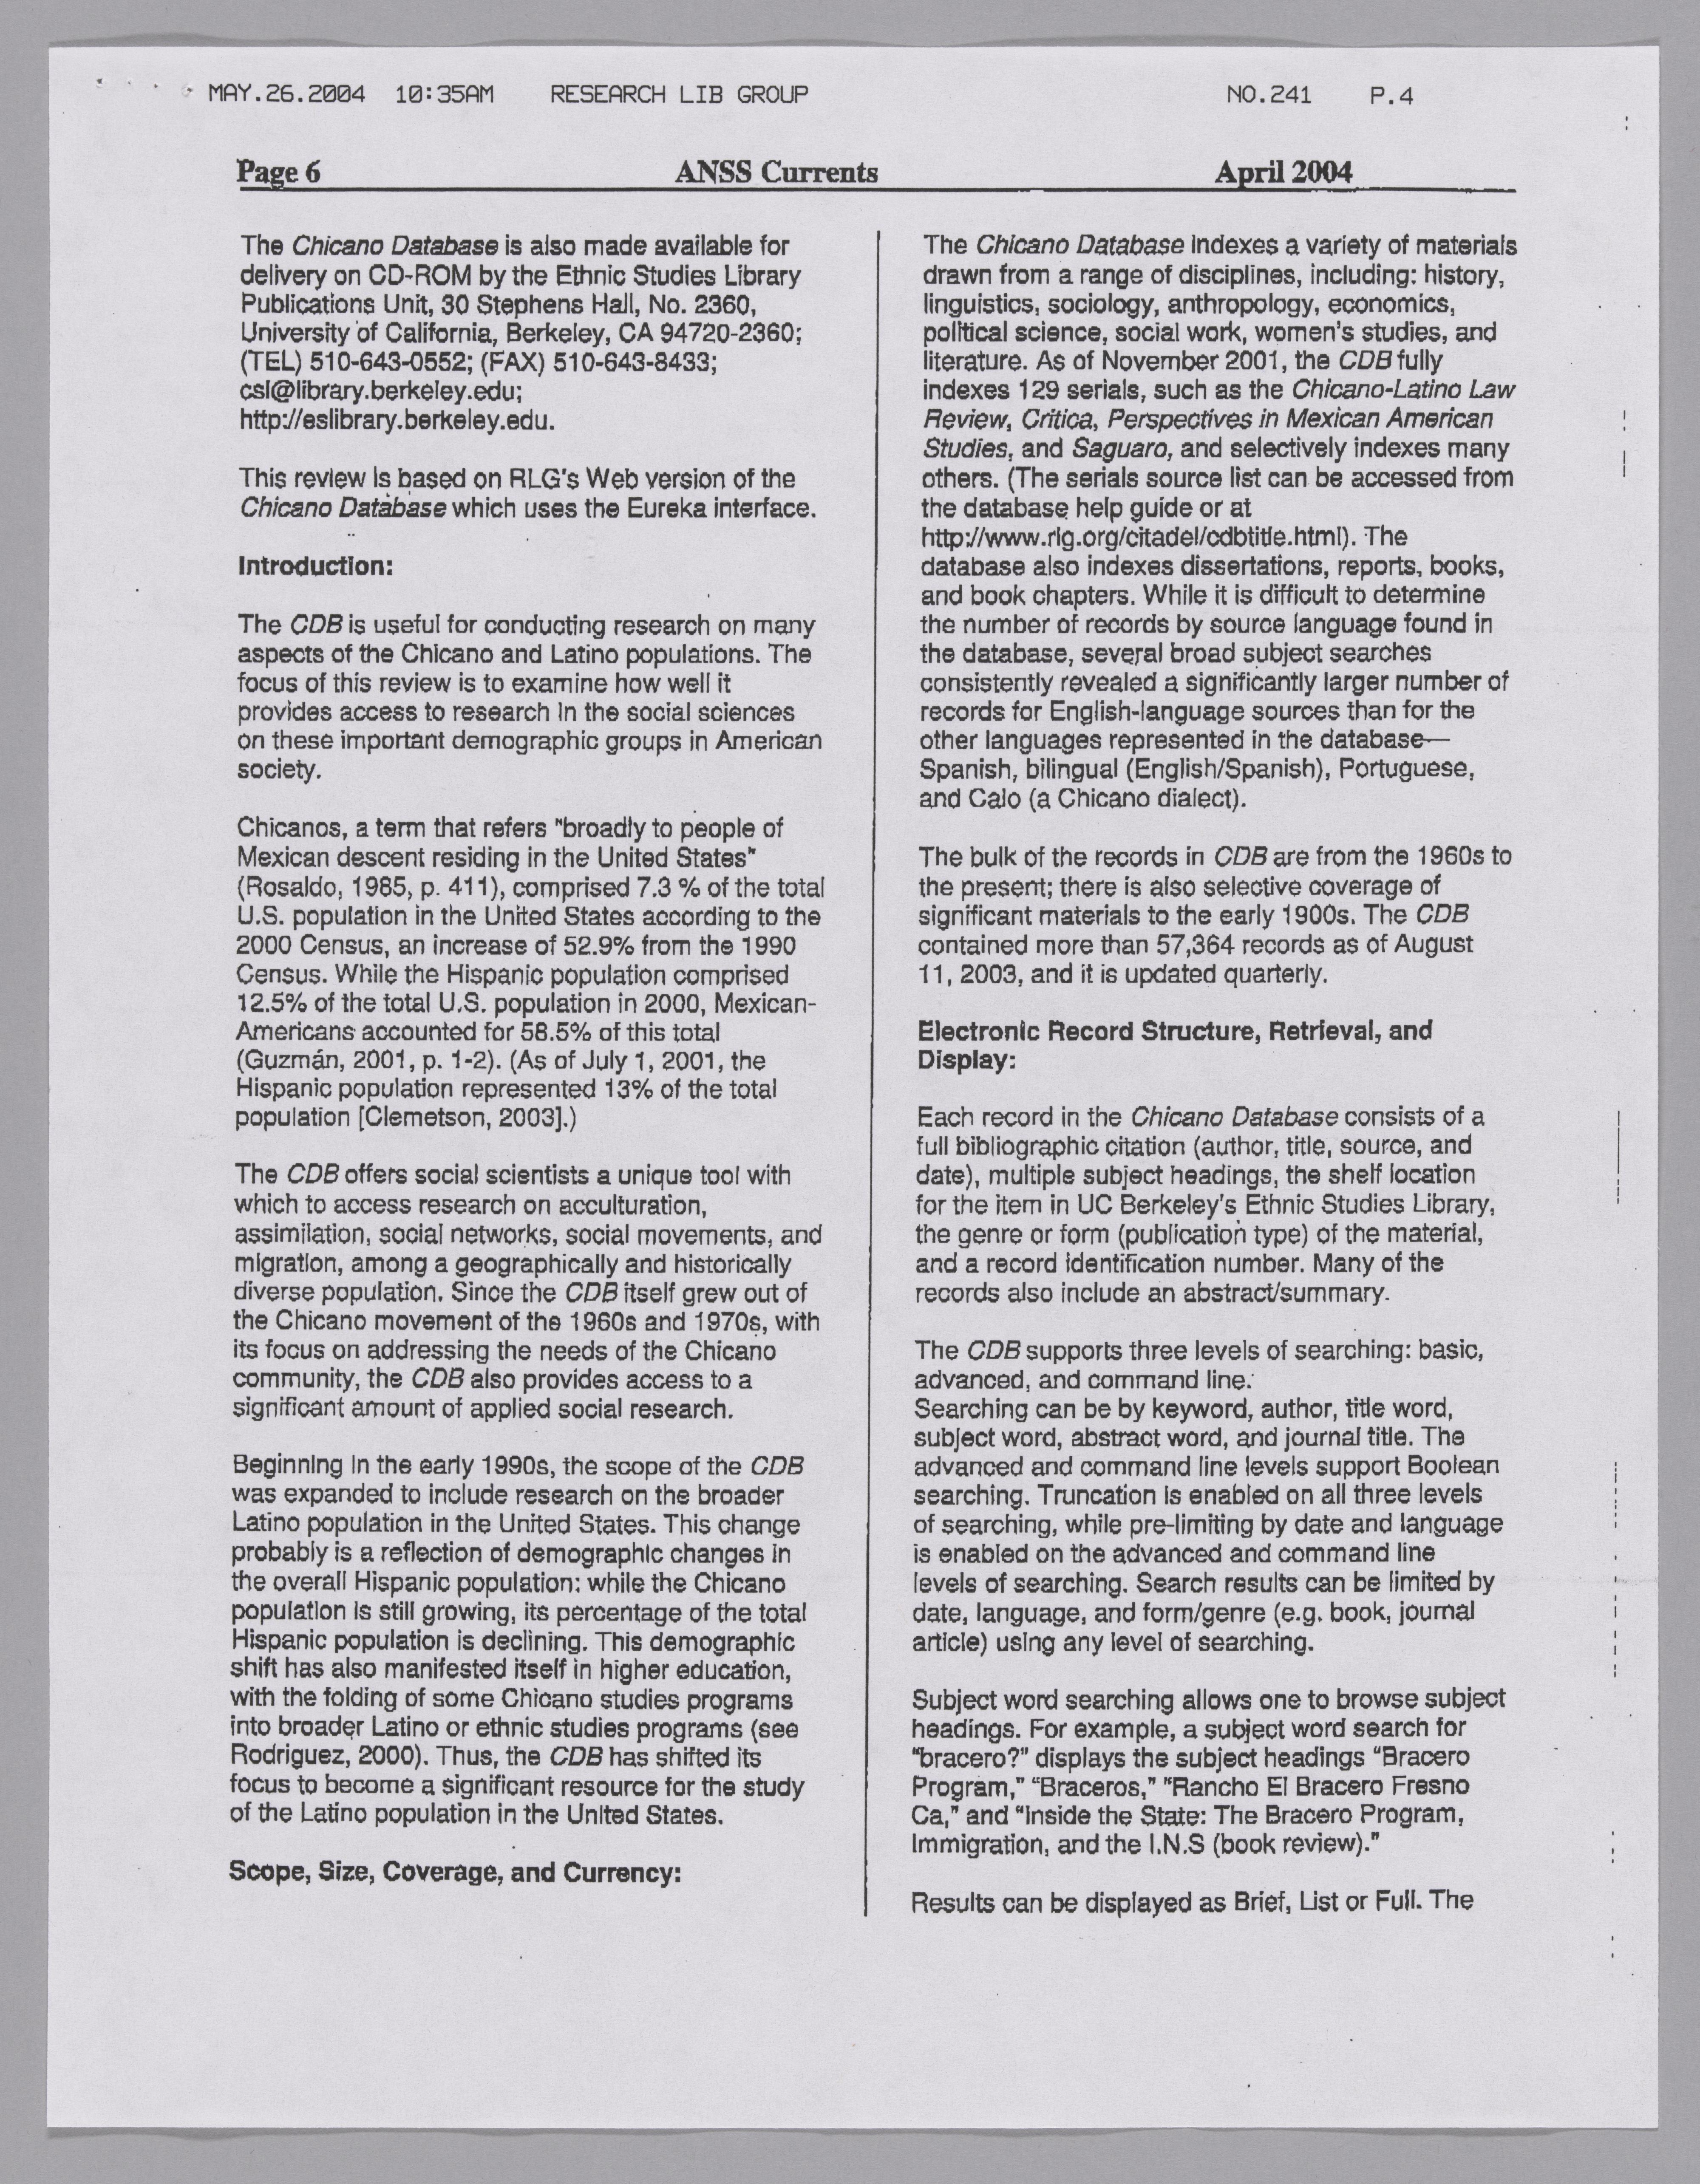 MAY.26.2004 10:35AM RESEARCH LIB GROUP NO.241 P.4
Page 6 ANSS Currents April 2004
The Chicano Database is also made available for
delivery on CD-ROM by the Ethnic Studies Library
Publications Unit, 30 Stephens Hall, No. 2360,
University of California, Berkeley, CA 94720-2360;
(TEL) 510-643-0552; (FAX) 510-643-8433;
csl@library.berkeley.edu;
http://eslibrary.berkeley.edu.
This review is based on RLG's Web version of the
Chicano Database which uses the Eureka interface.
Introduction:
The CDB is useful for conducting research on many
aspects of the Chicano and Latino populations. The
focus of this review is to examine how well it
provides access to research in the social sciences
on these important demographic groups in American
society.
Chicanos, a term that refers "broadly to people of
Mexican descent residing in the United States"
(Rosaldo, 1985, p. 411), comprised 7.3 % of the total
U.S. population in the United States according to the
2000 Census, an increase of 52.9% from the 1990
Census. While the Hispanic population comprised
12.5% of the total U.S. population in 2000, Mexican-
Americans accounted for 58.5% of this total
(Guzmán, 2001, p. 1-2). (As of July 1, 2001, the
Hispanic population represented 13% of the total
population [Clemetson, 2003].)
The CDB offers social scientists a unique tool with
which to access research on acculturation,
assimilation, social networks, social movements, and
migration, among a geographically and historically
diverse population. Since the CDB itself grew out of
the Chicano movement of the 1960s and 1970s, with
its focus on addressing the needs of the Chicano
community, the CDB also provides access to a
significant amount of applied social research.
Beginning in the early 1990s, the scope of the CDB
was expanded to include research on the broader
Latino population in the United States. This change
probably is a reflection of demographic changes in
the overall Hispanic population: while the Chicano
population is still growing, its percentage of the total
Hispanic population is declining. This demographic
shift has also manifested itself in higher education,
with the folding of some Chicano studies programs
into broader Latino or ethnic studies programs (see
Rodriguez, 2000). Thus, the CDB has shifted its
focus to become a significant resource for the study
of the Latino population in the United States.
Scope, Size, Coverage, and Currency:
The Chicano Database indexes a variety of materials
drawn from a range of disciplines, including: history,
linguistics, sociology, anthropology, economics,
political science, social work, women's studies, and
literature. As of November 2001, the CDB fully
indexes 129 serials, such as the Chicano-Latino Law
Review, Critica, Perspectives in Mexican American
Studies, and Saguaro, and selectively indexes many
others. (The serials source list can be accessed from
the database help guide or at
http://www.rlg.org/citadel/cdbtitle.html). The
database also indexes dissertations, reports, books,
and book chapters. While it is difficult to determine
the number of records by source language found in
the database, several broad subject searches
consistently revealed a significantly larger number of
records for English-language sources than for the
other languages represented in the database—
Spanish, bilingual (English/Spanish), Portuguese,
and Calo (a Chicano dialect).
The bulk of the records in CDB are from the 1960s to
the present; there is also selective coverage of
significant materials to the early 1900s. The CDB
contained more than 57,364 records as of August
11, 2003, and it is updated quarterly.
Electronic Record Structure, Retrieval, and
Display:
Each record in the Chicano Database consists of a
full bibliographic citation (author, title, source, and
date), multiple subject headings, the shelf location
for the item in UC Berkeley's Ethnic Studies Library,
the genre or form (publication type) of the material,
and a record identification number. Many of the
records also include an abstract/summary.
The CDB supports three levels of searching: basic,
advanced, and command line.
Searching can be by keyword, author, title word,
subject word, abstract word, and journal title. The
advanced and command line levels support Boolean
searching. Truncation is enabled on all three levels
of searching, while pre-limiting by date and language
is enabled on the advanced and command line
levels of searching. Search results can be limited by
date, language, and form/genre (e.g. book, journal
article) using any level of searching.
Subject word searching allows one to browse subject
headings. For example, a subject word search for
"bracero?" displays the subject headings "Bracero
Program," "Braceros," "Rancho El Bracero Fresno
Ca," and "Inside the State: The Bracero Program,
Immigration, and the I.N.S (book review)."
Results can be displayed as Brief, List or Full. The